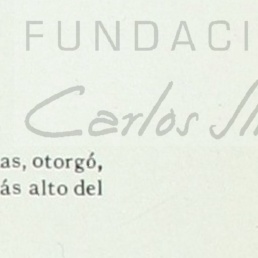 FUNDACI
Carlos
as, otorgó,
ás alto del